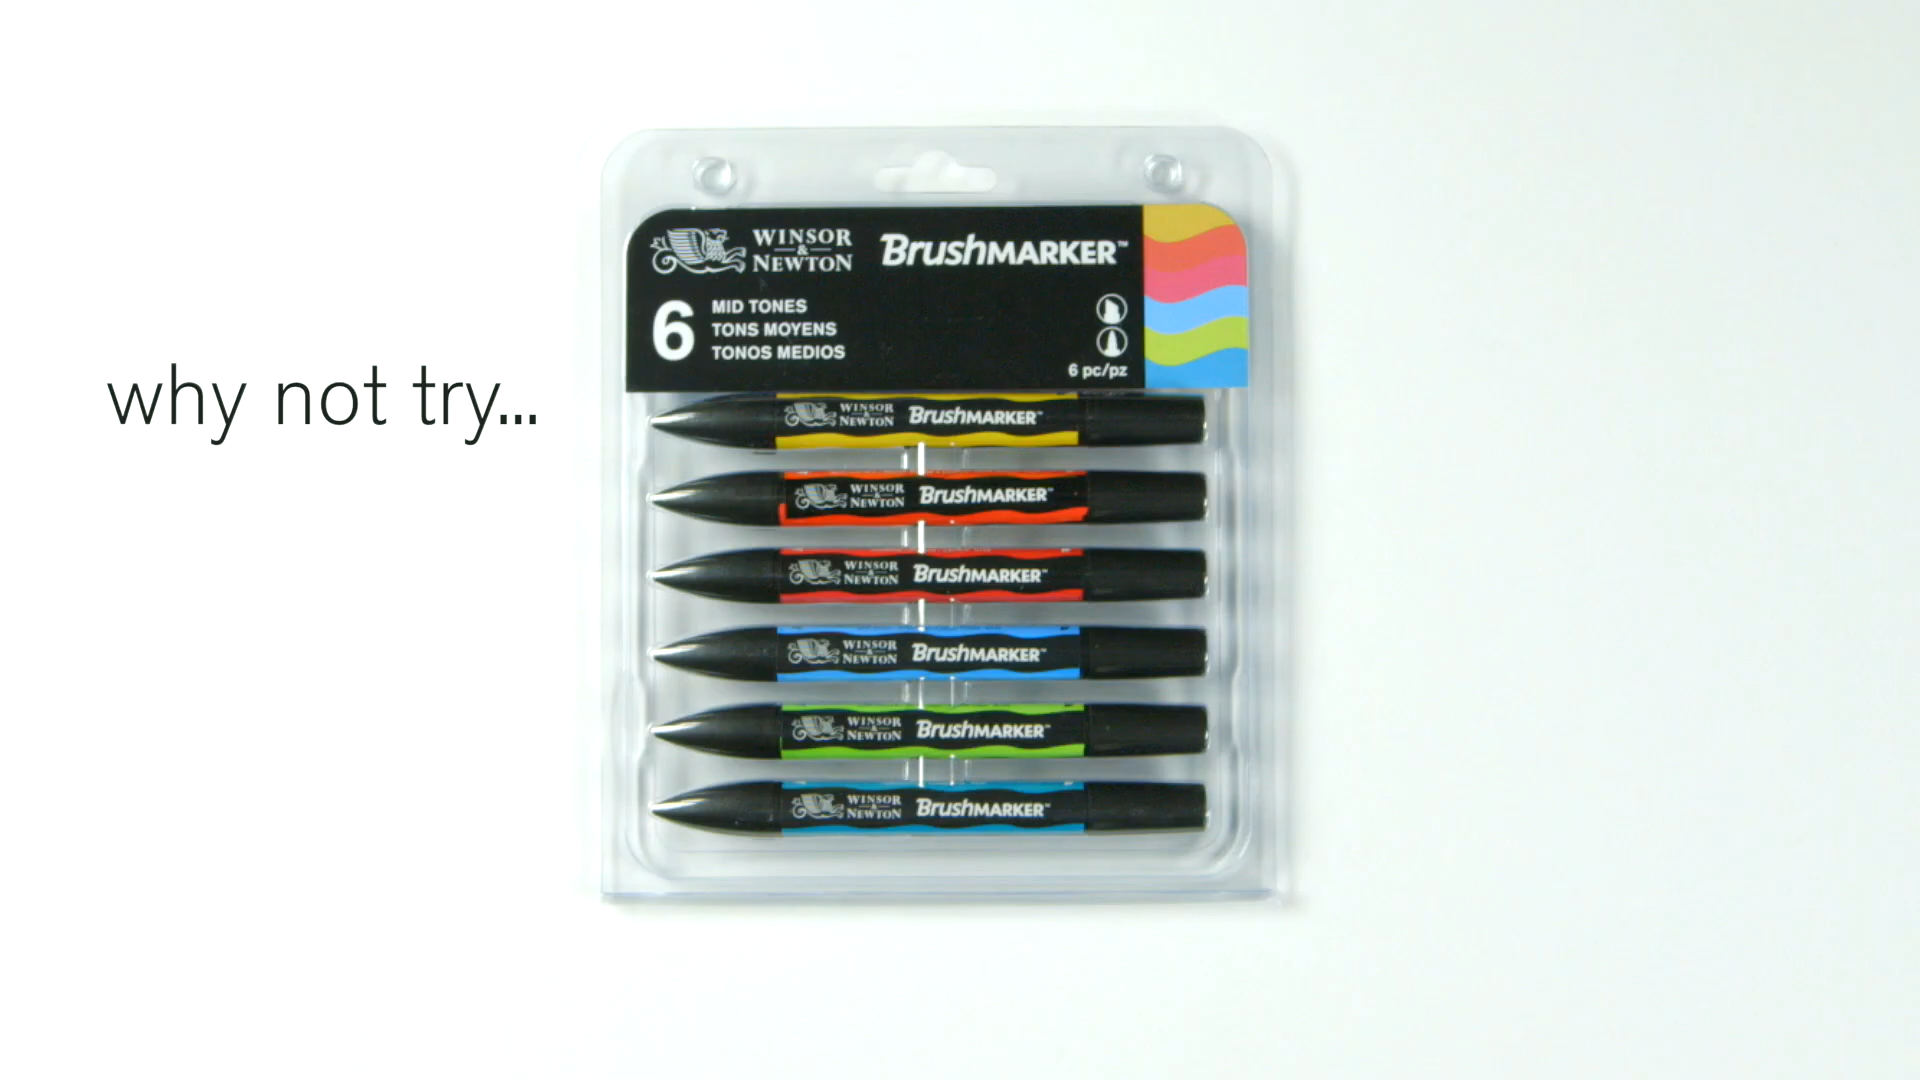 why not try...
WINSOR
&
NEWTON
BrushMARKER™
6
MID TONES
TONS MOYENS
TONOS MEDIOS
6 pc/pz
WINSOR
&
NEWTON
BrushMARKER™
WINSOR
&
NEWTON
BrushMARKER™
WINSOR
&
NEWTON
BrushMARKER™
WINSOR
&
NEWTON
BrushMARKER™
WINSOR
&
NEWTON
BrushMARKER™
WINSOR
&
NEWTON
BrushMARKER™